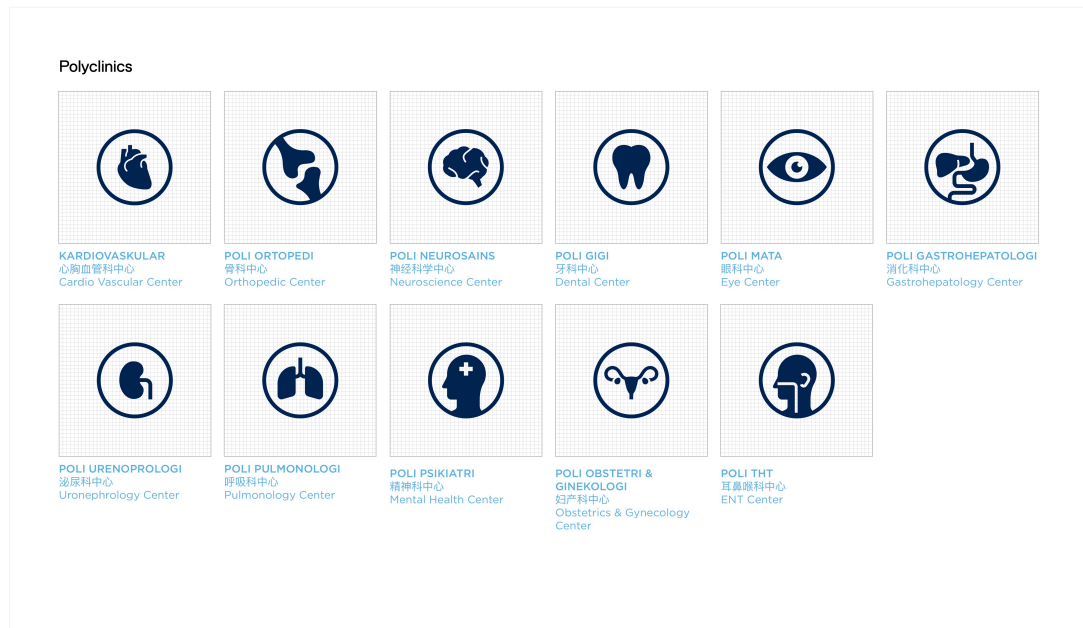 Polyclinics
KARDIOVASKULAR
心胸血管科中心
Cardio Vascular Center
POLI ORTOPEDI
骨科中心
Orthopedic Center
POLI NEUROSAINS
神经科学中心
Neuroscience Center
POLI GIGI
牙科中心
Dental Center
POLI MATA
眼科中心
Eye Center
POLI GASTROHEPATOLOGI
消化科中心
Gastrohepatology Center
POLI URENOPROLOGI
泌尿科中心
Uronephrology Center
POLI PULMONOLOGI
呼吸科中心
Pulmonology Center
POLI PSIKIATRI
精神科中心
Mental Health Center
POLI OBSTETRI &
GINEKOLOGI
妇产科中心
Obstetrics & Gynecology
Center
POLI THT
耳鼻喉科中心
ENT Center